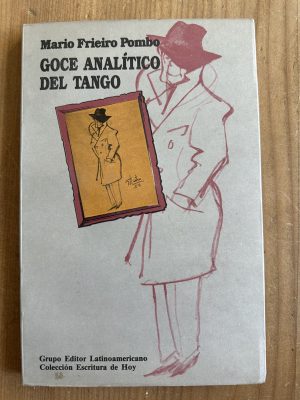 Mario Frieiro Pombo
GOCE ANALÍTICO
DEL TANGO
Grupo Editor Latinoamericano
Colección Escritura de Hoy